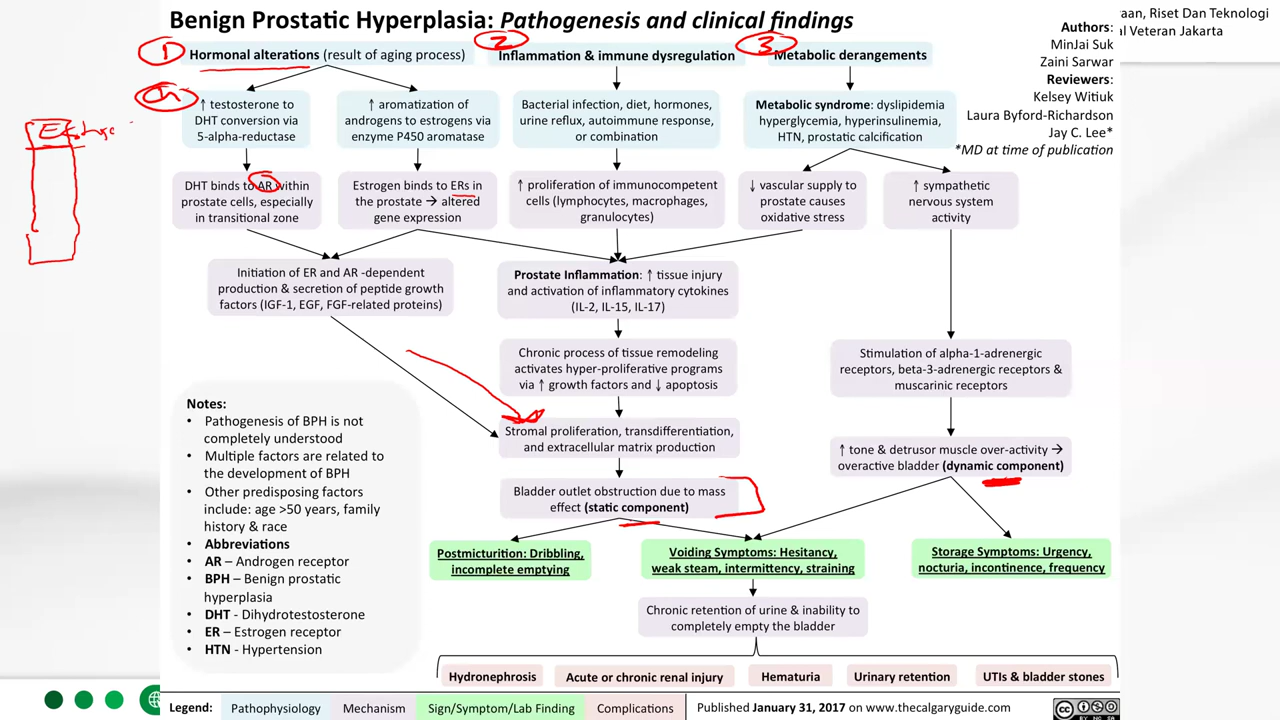 Benign Prostatic Hyperplasia: Pathogenesis and clinical findings
aan, Riset Dan Teknologi
al Veteran Jakarta
Authors:
MinJai Suk
Zaini Sarwar
Reviewers:
Kelsey Witiuk
Laura Byford-Richardson
Jay C. Lee*
*MD at time of publication
1
Hormonal alterations (result of aging process)
2
Inflammation & immune dysregulation
3
Metabolic derangements
↑ testosterone to
DHT conversion via
5-alpha-reductase
↑ aromatization of
androgens to estrogens via
enzyme P450 aromatase
Bacterial infection, diet, hormones,
urine reflux, autoimmune response,
or combination
Metabolic syndrome: dyslipidemia
hyperglycemia, hyperinsulinemia,
HTN, prostatic calcification
DHT binds to AR within
prostate cells, especially
in transitional zone
Estrogen binds to ERs in
the prostate → altered
gene expression
↑ proliferation of immunocompetent
cells (lymphocytes, macrophages,
granulocytes)
↓ vascular supply to
prostate causes
oxidative stress
↑ sympathetic
nervous system
activity
Initiation of ER and AR -dependent
production & secretion of peptide growth
factors (IGF-1, EGF, FGF-related proteins)
Prostate Inflammation: ↑ tissue injury
and activation of inflammatory cytokines
(IL-2, IL-15, IL-17)
Chronic process of tissue remodeling
activates hyper-proliferative programs
via ↑ growth factors and ↓ apoptosis
Stimulation of alpha-1-adrenergic
receptors, beta-3-adrenergic receptors &
muscarinic receptors
Stromal proliferation, transdifferentiation,
and extracellular matrix production
↑ tone & detrusor muscle over-activity →
overactive bladder (dynamic component)
Bladder outlet obstruction due to mass
effect (static component)
Postmicturition: Dribbling,
incomplete emptying
Voiding Symptoms: Hesitancy,
weak steam, intermittency, straining
Storage Symptoms: Urgency,
nocturia, incontinence, frequency
Chronic retention of urine & inability to
completely empty the bladder
Hydronephrosis
Acute or chronic renal injury
Hematuria
Urinary retention
UTIs & bladder stones
Notes:
• Pathogenesis of BPH is not
completely understood
• Multiple factors are related to
the development of BPH
• Other predisposing factors
include: age >50 years, family
history & race
• Abbreviations
• AR – Androgen receptor
• BPH – Benign prostatic
hyperplasia
• DHT - Dihydrotestosterone
• ER – Estrogen receptor
• HTN - Hypertension
Legend:
Pathophysiology
Mechanism
Sign/Symptom/Lab Finding
Complications
Published January 31, 2017 on www.thecalgaryguide.com